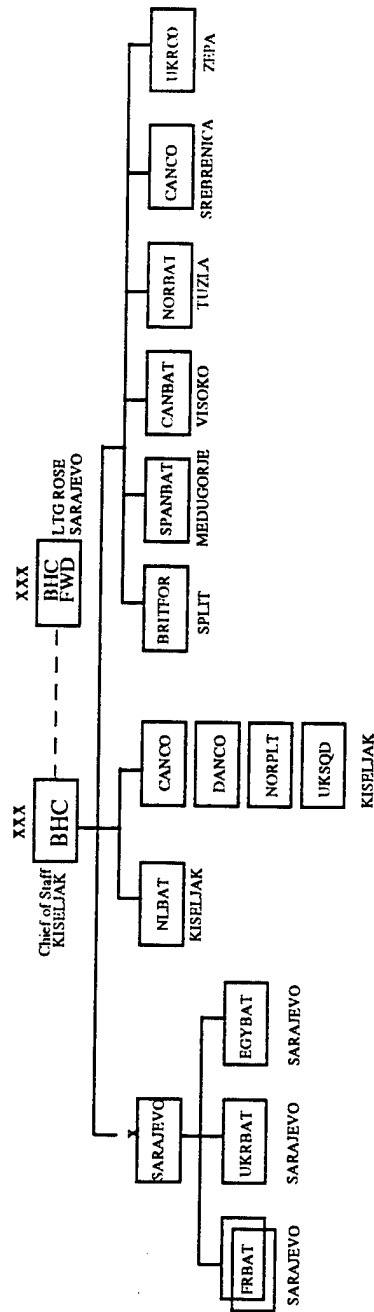 XXX
XXX
Chief of Staff
KISELJAK
BHC
BHC
FWD
LTG ROSE
SARAJEVO
X
SARAJEVO
FRBAT
SARAJEVO
UKRBAT
SARAJEVO
EGYBAT
SARAJEVO
NLBAT
KISELJAK
CANCO
DANCO
NORPLT
UKSQD
KISELJAK
BRITFOR
SPLIT
SPANBAT
MEDUGORJE
CANBAT
VISOKO
NORBAT
TUZLA
CANCO
SREBRENICA
UKRCO
ZEPA